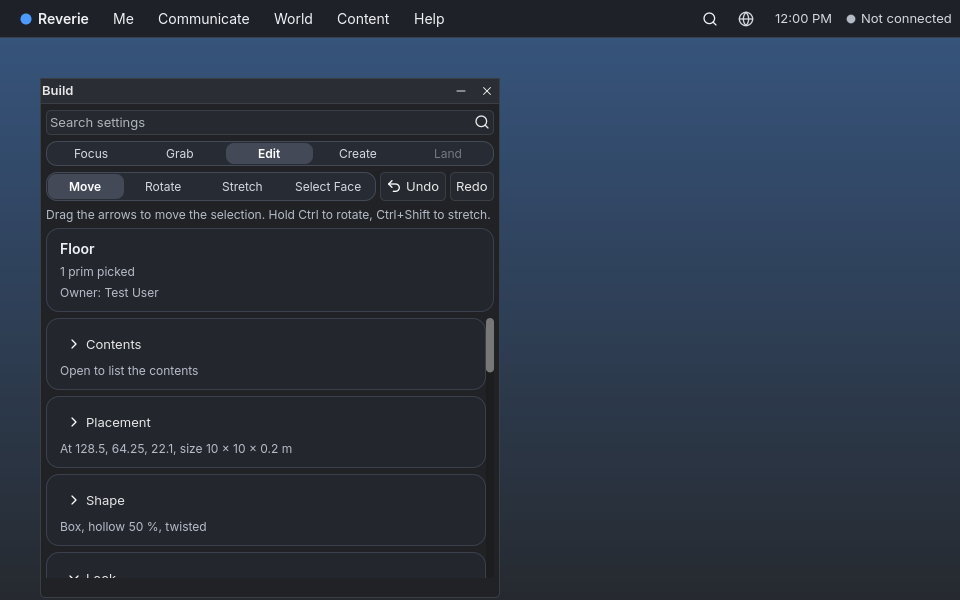 Reverie Me Communicate World Content Help 12:00 PM Not connected
Build
Search settings
Focus Grab Edit Create Land
Move Rotate Stretch Select Face Undo Redo
Drag the arrows to move the selection. Hold Ctrl to rotate, Ctrl+Shift to stretch.
Floor
1 prim picked
Owner: Test User
Contents
Open to list the contents
Placement
At 128.5, 64.25, 22.1, size 10 × 10 × 0.2 m
Shape
Box, hollow 50 %, twisted
Look